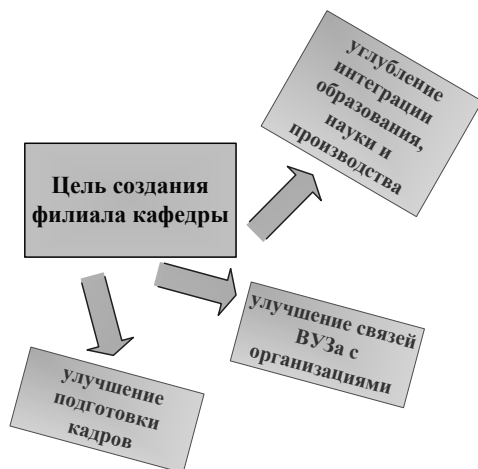 углубление
интеграции
образования,
науки и
производства
Цель создания
филиала кафедры
улучшение связей
ВУЗа с
организациями
улучшение
подготовки
кадров